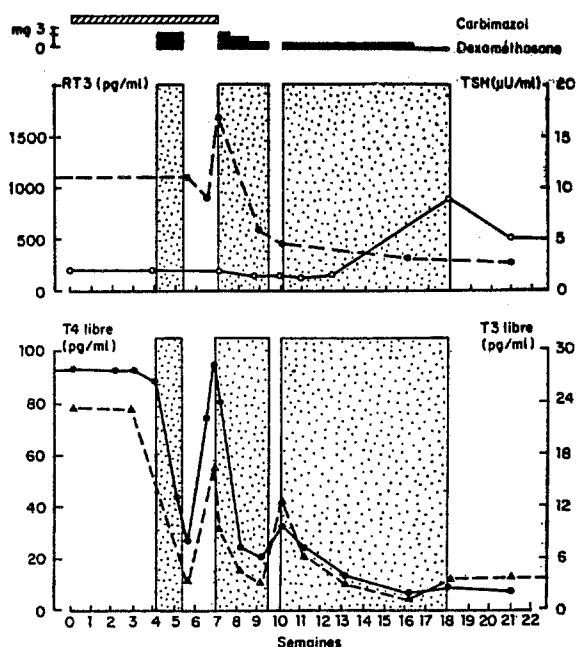 Carbimazol
mg 3
0
Dexaméthasone
RT3 (pg/ml)
TSH(µU/ml)
20
1500
15
1000
10
500
5
0
0
T4 libre
(pg/ml)
T3 libre
(pg/ml)
100
30
80
24
60
18
40
12
20
6
0
0
0 1 2 3 4 5 6 7 8 9 10 11 12 13 14 15 16 17 18 19 20 21 22
Semaines